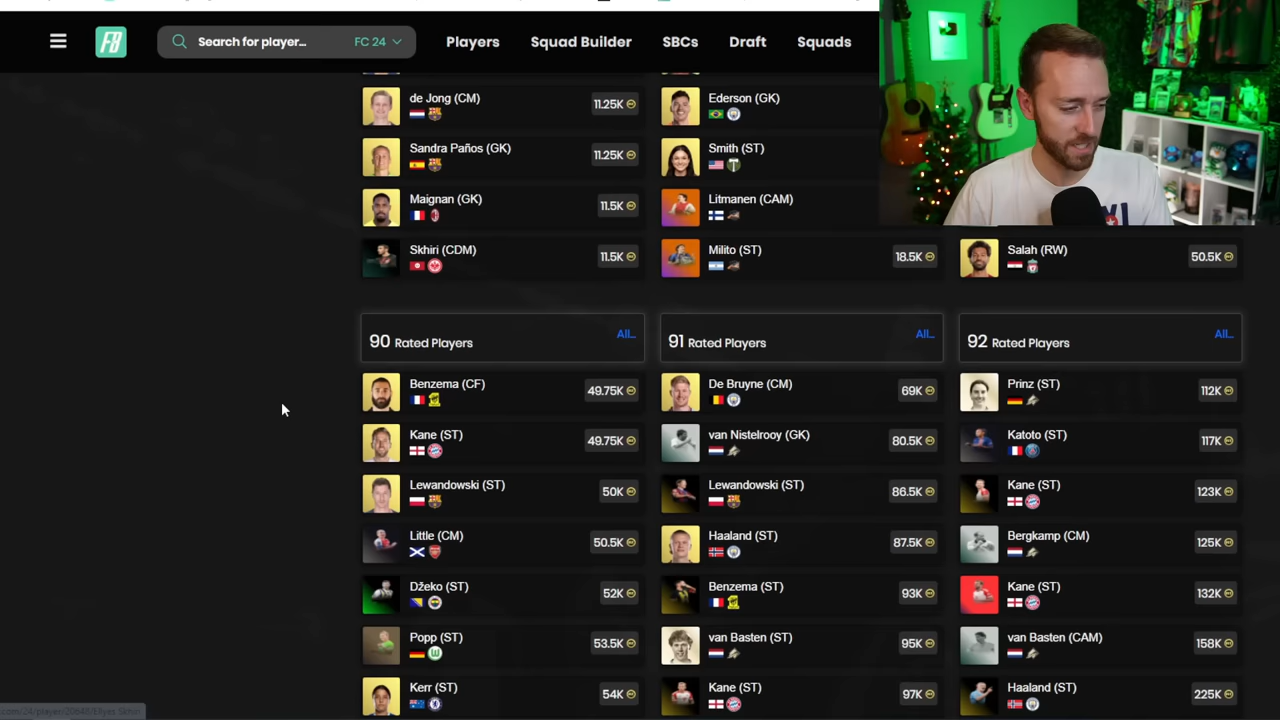 FB
Search for player...
FC 24
Players
Squad Builder
SBCs
Draft
Squads
de Jong (CM)
11.25K
Sandra Paños (GK)
11.25K
Maignan (GK)
11.5K
Skhiri (CDM)
11.5K
Ederson (GK)
Smith (ST)
Litmanen (CAM)
Milito (ST)
18.5K
Salah (RW)
50.5K
90 Rated Players
All...
Benzema (CF)
49.75K
Kane (ST)
49.75K
Lewandowski (ST)
50K
Little (CM)
50.5K
Džeko (ST)
52K
Popp (ST)
53.5K
Kerr (ST)
54K
91 Rated Players
All...
De Bruyne (CM)
69K
van Nistelrooy (GK)
80.5K
Lewandowski (ST)
86.5K
Haaland (ST)
87.5K
Benzema (ST)
93K
van Basten (ST)
95K
Kane (ST)
97K
92 Rated Players
All...
Prinz (ST)
112K
Katoto (ST)
117K
Kane (ST)
123K
Bergkamp (CM)
125K
Kane (ST)
132K
van Basten (CAM)
158K
Haaland (ST)
225K